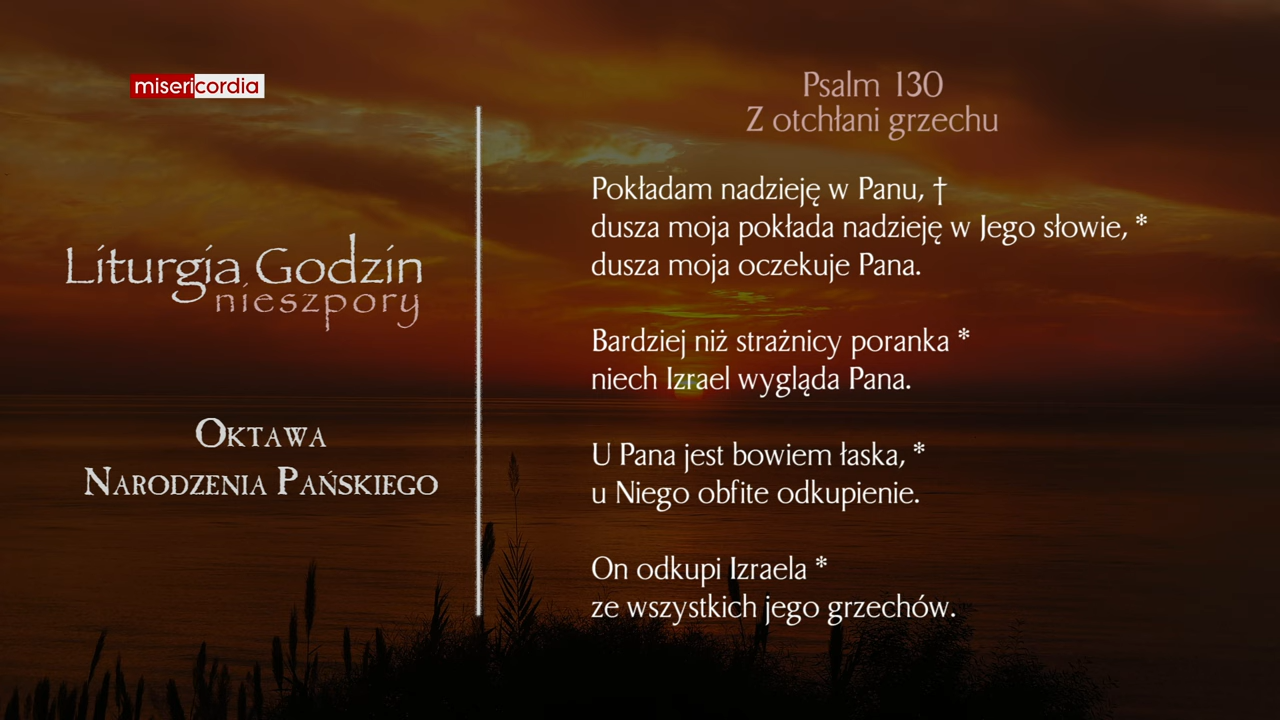 misericordia
Liturgia Godzin
nieszpory
Oktawa
Narodzenia Pańskiego
Psalm 130
Z otchłani grzechu
Pokładam nadzieję w Panu, †
dusza moja pokłada nadzieję w Jego słowie, *
dusza moja oczekuje Pana.
Bardziej niż strażnicy poranka *
niech Izrael wygląda Pana.
U Pana jest bowiem łaska, *
u Niego obfite odkupienie.
On odkupi Izraela *
ze wszystkich jego grzechów.